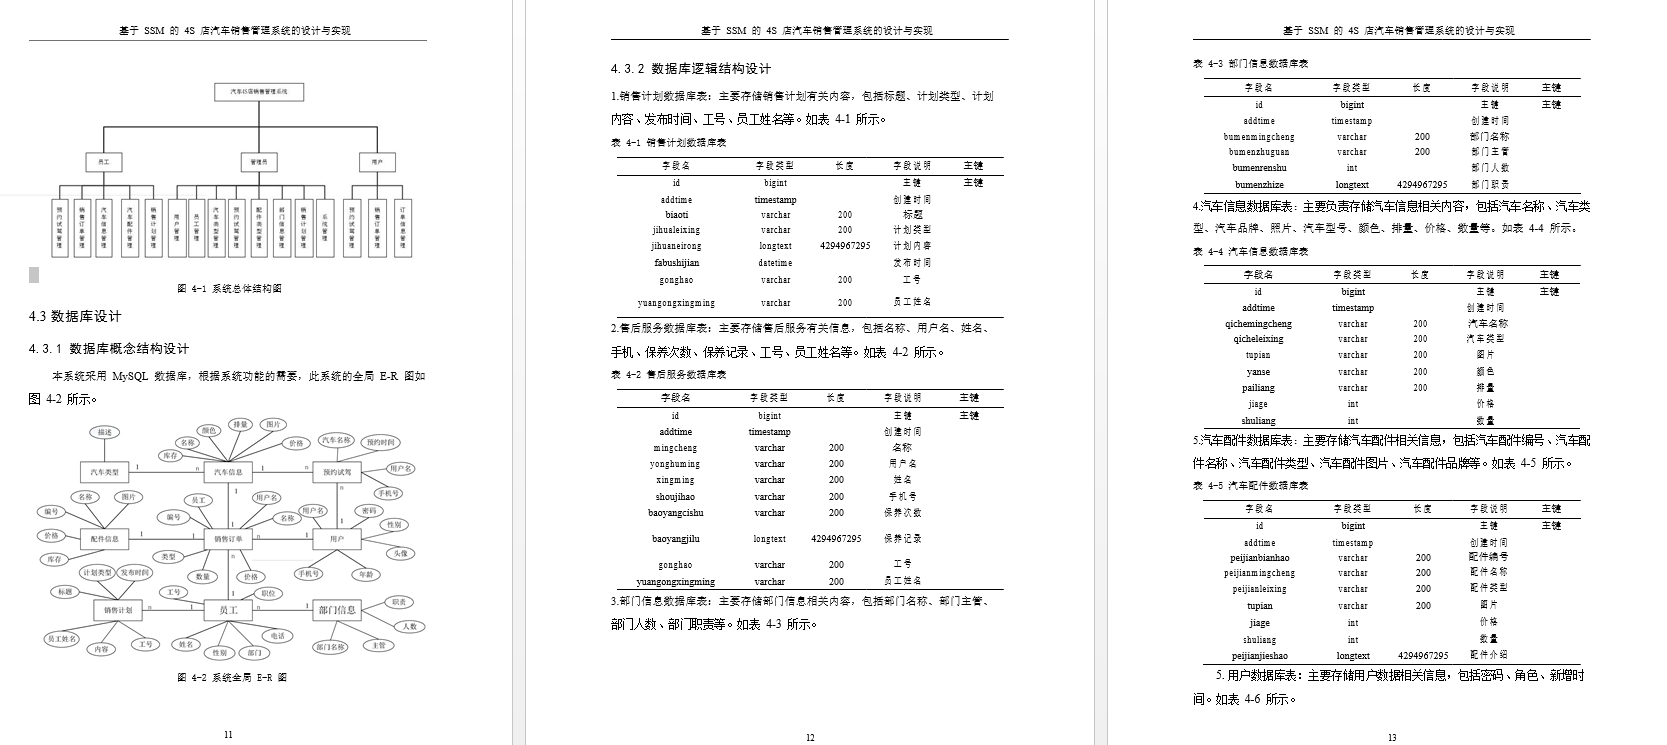 基于 SSM 的 4S 店汽车销售管理系统的设计与实现
汽车4S店销售管理系统
员工 管理员 用户
预约试驾管理 销售订单管理 汽车信息管理 汽车配件管理 销售计划管理 用户管理 员工管理 汽车类型管理 预约试驾管理 配件类型管理 部门信息管理 销售计划管理 系统管理 预约试驾管理 销售订单管理 订单信息管理
图 4-1 系统总体结构图
4.3 数据库设计
4.3.1 数据库概念结构设计
本系统采用 MySQL 数据库，根据系统功能的需要，此系统的全局 E-R 图如
图 4-2 所示。
描述 库存 名称 颜色 排量 图片 价格 汽车名称 预约时间
汽车类型 1 n 汽车信息 1 n 预约试驾 用户名
手机号
名称 图片 员工 1 用户名 n 密码
编号 编号 名称 用户名 性别
价格 配件信息 1 n 销售订单 n 1 用户 头像
库存 类型 n 手机号 年龄
计划类型 发布时间 数量 价格
标题 工号 1 职位 职责
销售计划 n 1 员工 n 1 部门信息 人数
员工姓名 内容 工号 姓名 性别 部门 电话 部门名称 主管
图 4-2 系统全局 E-R 图
11
基于 SSM 的 4S 店汽车销售管理系统的设计与实现
4.3.2 数据库逻辑结构设计
1.销售计划数据库表：主要存储销售计划有关内容，包括标题、计划类型、计划
内容、发布时间、工号、员工姓名等。如表 4-1 所示。
表 4-1 销售计划数据库表
字段名 字段类型 长度 字段说明 主键
id bigint 主键 主键
addtime timestamp 创建时间
biaoti varchar 200 标题
jihualeixing varchar 200 计划类型
jihuaneirong longtext 4294967295 计划内容
fabushijian datetime 发布时间
gonghao varchar 200 工号
yuangongxingming varchar 200 员工姓名
2.售后服务数据库表：主要存储售后服务有关信息，包括名称、用户名、姓名、
手机、保养次数、保养记录、工号、员工姓名等。如表 4-2 所示。
表 4-2 售后服务数据库表
字段名 字段类型 长度 字段说明 主键
id bigint 主键 主键
addtime timestamp 创建时间
mingcheng varchar 200 名称
yonghuming varchar 200 用户名
xingming varchar 200 姓名
shoujihao varchar 200 手机号
baoyangcishu varchar 200 保养次数
baoyangjilu longtext 4294967295 保养记录
gonghao varchar 200 工号
yuangongxingming varchar 200 员工姓名
3.部门信息数据库表：主要存储部门信息相关内容，包括部门名称、部门主管、
部门人数、部门职责等。如表 4-3 所示。
12
基于 SSM 的 4S 店汽车销售管理系统的设计与实现
表 4-3 部门信息数据库表
字段名 字段类型 长度 字段说明 主键
id bigint 主键 主键
addtime timestamp 创建时间
bumenmingcheng varchar 200 部门名称
bumenzhuguan varchar 200 部门主管
bumenrenshu int 部门人数
bumenzhize longtext 4294967295 部门职责
4.汽车信息数据库表：主要负责存储汽车信息相关内容，包括汽车名称、汽车类
型、汽车品牌、照片、汽车型号、颜色、排量、价格、数量等。如表 4-4 所示。
表 4-4 汽车信息数据库表
字段名 字段类型 长度 字段说明 主键
id bigint 主键 主键
addtime timestamp 创建时间
qichemingcheng varchar 200 汽车名称
qicheleixing varchar 200 汽车类型
tupian varchar 200 图片
yanse varchar 200 颜色
pailiang varchar 200 排量
jiage int 价格
shuliang int 数量
5.汽车配件数据库表：主要存储汽车配件相关信息，包括汽车配件编号、汽车配
件名称、汽车配件类型、汽车配件图片、汽车配件品牌等。如表 4-5 所示。
表 4-5 汽车配件数据库表
字段名 字段类型 长度 字段说明 主键
id bigint 主键 主键
addtime timestamp 创建时间
peijianbianhao varchar 200 配件编号
peijianmingcheng varchar 200 配件名称
peijianleixing varchar 200 配件类型
tupian varchar 200 图片
jiage int 价格
shuliang int 数量
peijianjieshao longtext 4294967295 配件介绍
5. 用户数据库表：主要存储用户数据相关信息，包括密码、角色、新增时
间。如表 4-6 所示。
13